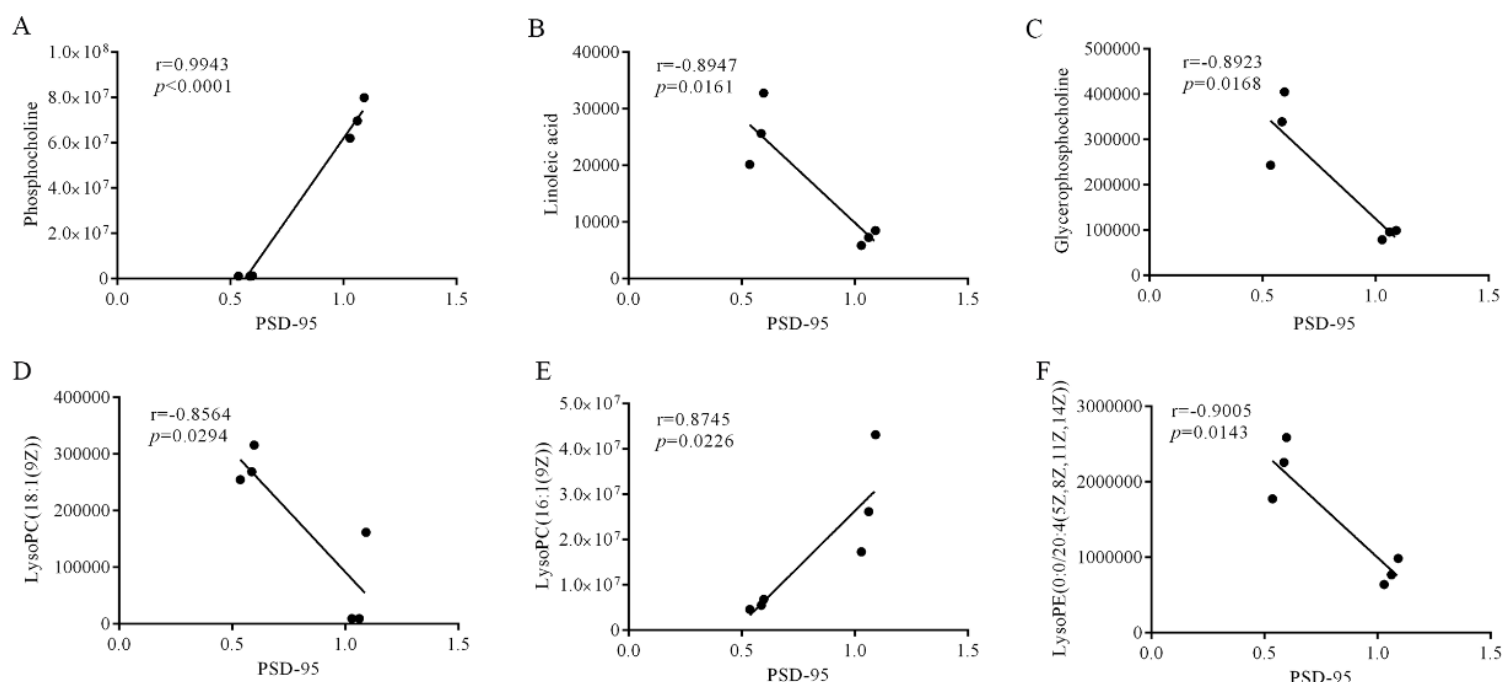 A
r=0.9943
p<0.0001
Phosphocholine
1.0×10⁸
8.0×10⁷
6.0×10⁷
4.0×10⁷
2.0×10⁷
0
0.0 0.5 1.0 1.5
PSD-95
B
r=-0.8947
p=0.0161
Linoleic acid
40000
30000
20000
10000
0
0.0 0.5 1.0 1.5
PSD-95
C
r=-0.8923
p=0.0168
Glycerophosphocholine
500000
400000
300000
200000
100000
0
0.0 0.5 1.0 1.5
PSD-95
D
r=-0.8564
p=0.0294
LysoPC(18:1(9Z))
400000
300000
200000
100000
0
0.0 0.5 1.0 1.5
PSD-95
E
r=0.8745
p=0.0226
LysoPC(16:1(9Z))
5.0×10⁷
4.0×10⁷
3.0×10⁷
2.0×10⁷
1.0×10⁷
0
0.0 0.5 1.0 1.5
PSD-95
F
r=-0.9005
p=0.0143
LysoPE(0:0/20:4(5Z,8Z,11Z,14Z))
3000000
2000000
1000000
0
0.0 0.5 1.0 1.5
PSD-95